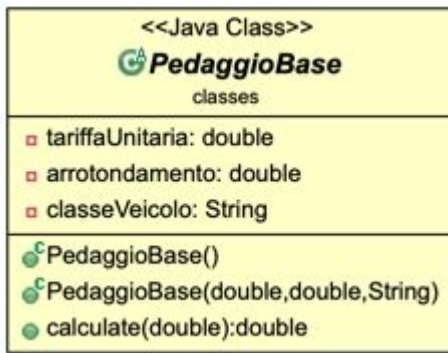 <<Java Class>>
PedaggioBase
classes
tariffaUnitaria: double
arrotondamento: double
classeVeicolo: String
PedaggioBase()
PedaggioBase(double,double,String)
calculate(double):double